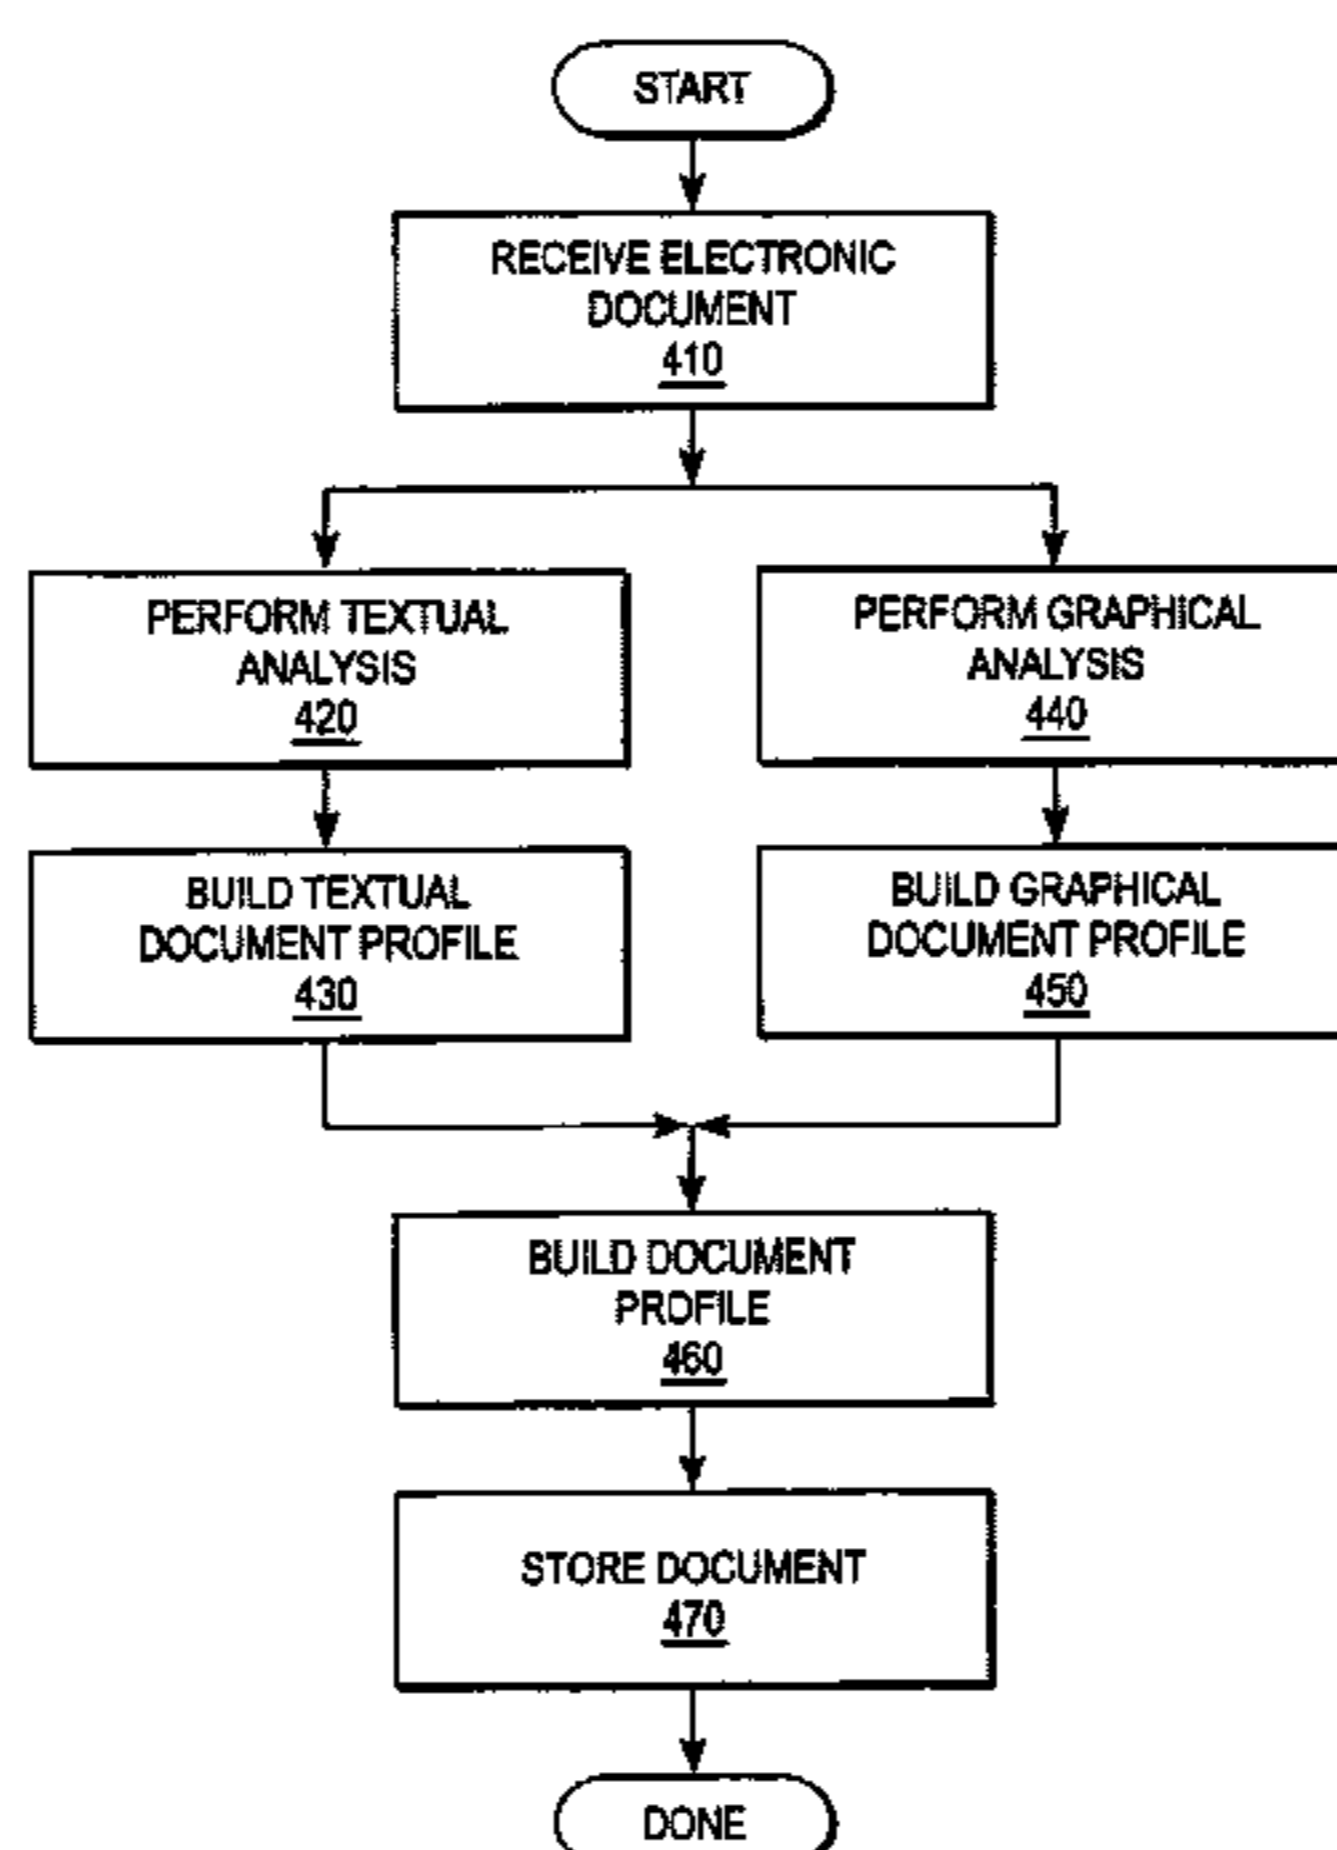 START
RECEIVE ELECTRONIC
DOCUMENT
410
PERFORM TEXTUAL
ANALYSIS
420
PERFORM GRAPHICAL
ANALYSIS
440
BUILD TEXTUAL
DOCUMENT PROFILE
430
BUILD GRAPHICAL
DOCUMENT PROFILE
450
BUILD DOCUMENT
PROFILE
460
STORE DOCUMENT
470
DONE